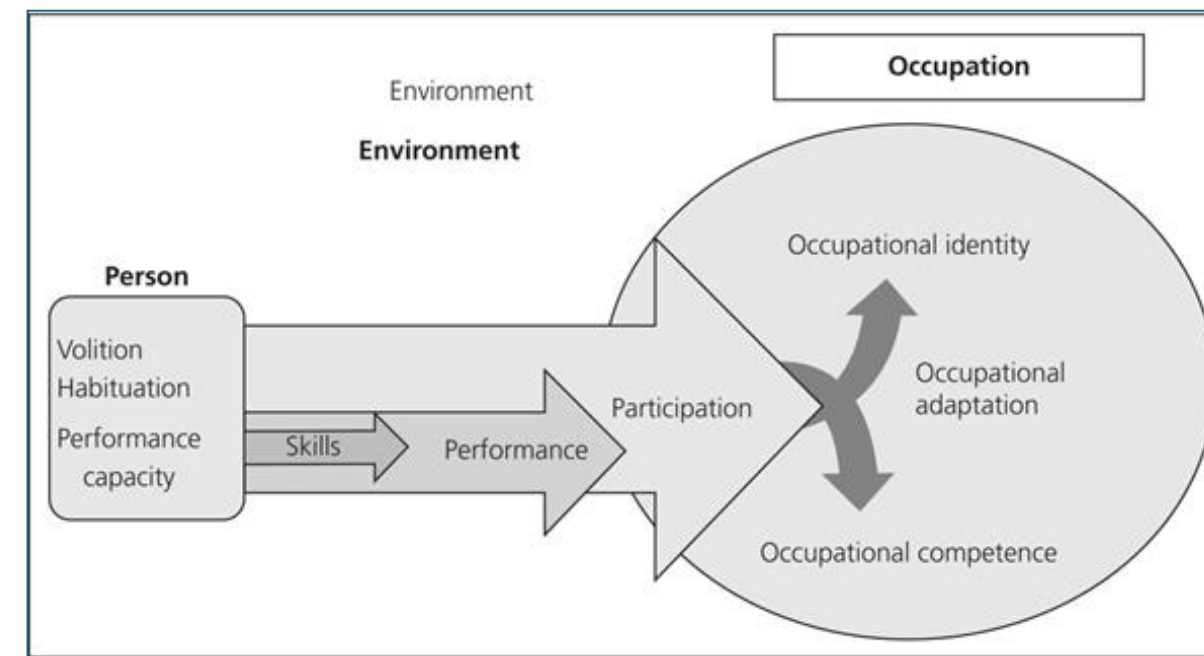 Occupation
Environment
Environment
Person
Volition
Habituation
Performance
capacity
Skills
Performance
Participation
Occupational identity
Occupational
adaptation
Occupational competence